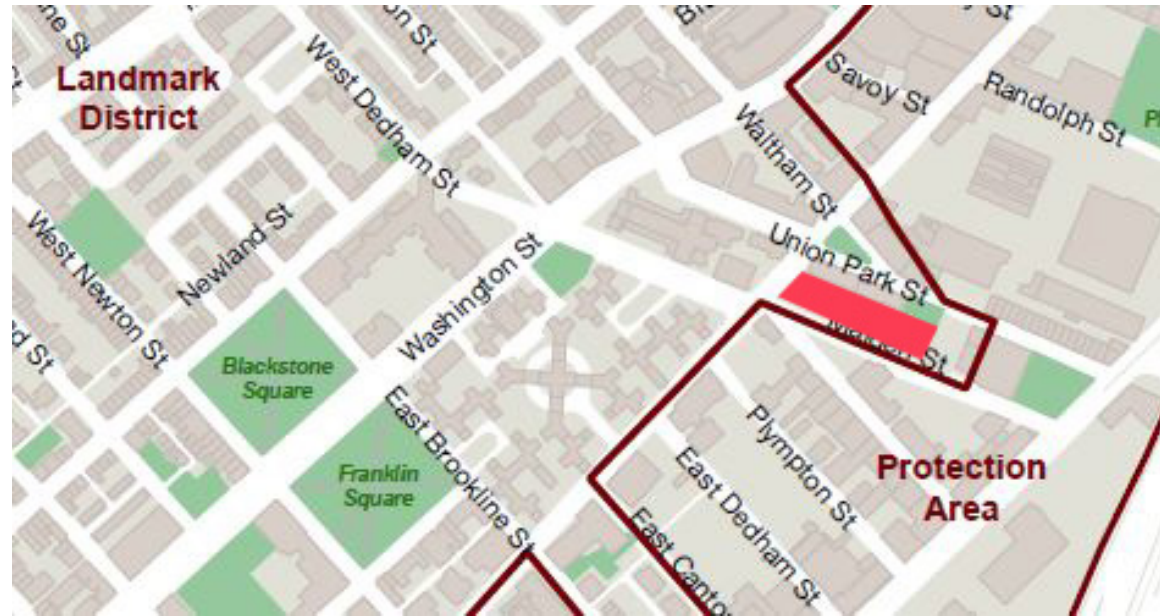 Landmark
District
West Dedham St
Savoy St
Randolph St
Waltham St
Union Park St
West Newton St
Newland St
Washington St
Blackstone
Square
East Brookline St
Franklin
Square
Plympton St
East Dedham St
Protection
Area